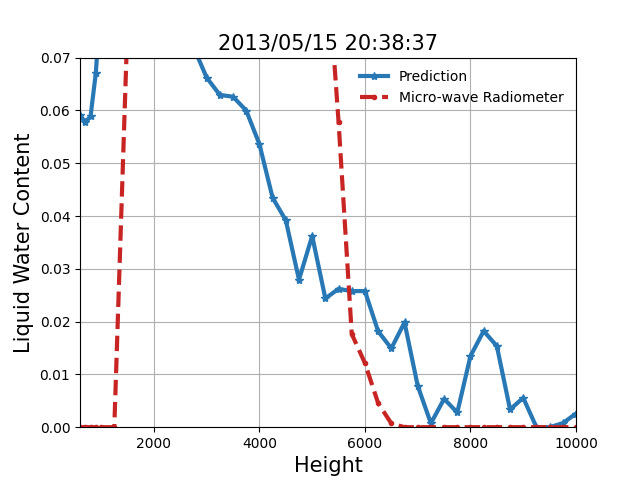 2013/05/15 20:38:37
0.07
0.06
0.05
0.04
0.03
0.02
0.01
0.00
Liquid Water Content
Prediction
Micro-wave Radiometer
2000 4000 6000 8000 10000
Height